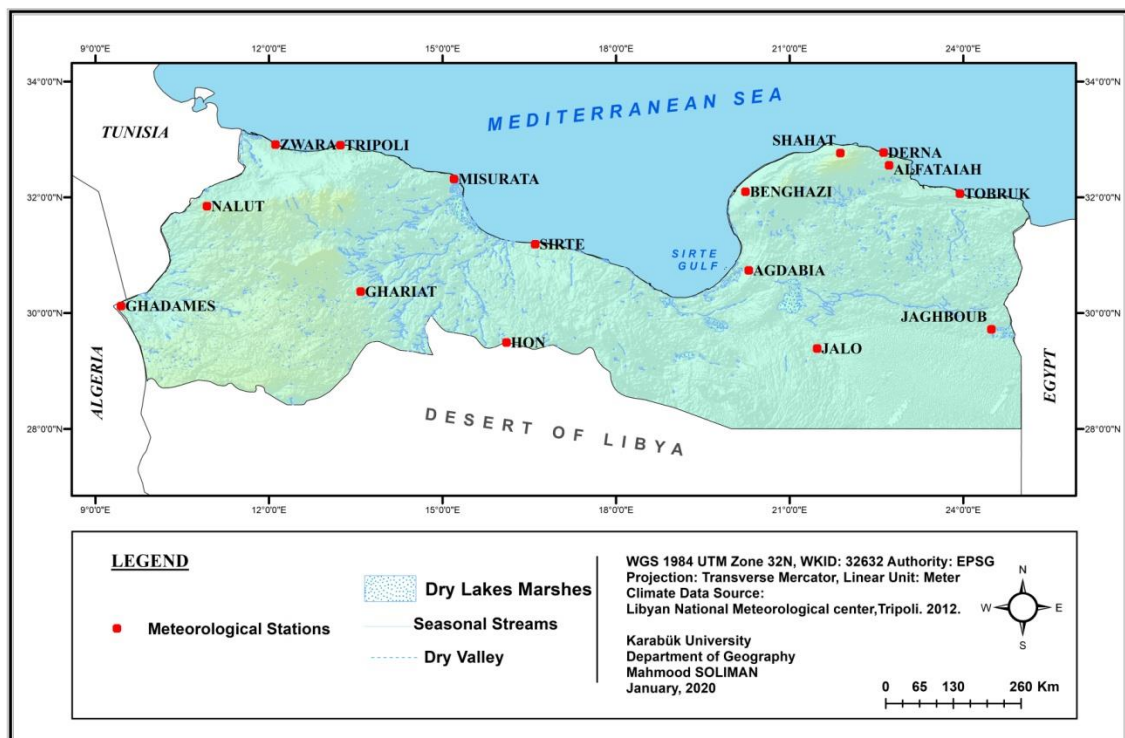 9°0'0"E 12°0'0"E 15°0'0"E 18°0'0"E 21°0'0"E 24°0'0"E
34°0'0"N 34°0'0"N
MEDITERRANEAN SEA
TUNISIA
ZWARA TRIPOLI
SHAHAT
DERNA
ALFATAIAH
MISURATA
32°0'0"N 32°0'0"N
BENGHAZI
TOBRUK
NALUT
SIRTE
SIRTE
GULF
AGDABIA
GHARIAT
GHADAMES
30°0'0"N 30°0'0"N
JAGHBOUB
HON
JALO
ALGERIA
EGYPT
DESERT OF LIBYA
28°0'0"N 28°0'0"N
9°0'0"E 12°0'0"E 15°0'0"E 18°0'0"E 21°0'0"E 24°0'0"E
LEGEND
Meteorological Stations
Dry Lakes Marshes
Seasonal Streams
Dry Valley
WGS 1984 UTM Zone 32N, WKID: 32632 Authority: EPSG
Projection: Transverse Mercator, Linear Unit: Meter
Climate Data Source:
Libyan National Meteorological center,Tripoli. 2012.
Karabük University
Department of Geography
Mahmood SOLIMAN
January, 2020
N
W E
S
0 65 130 260 Km